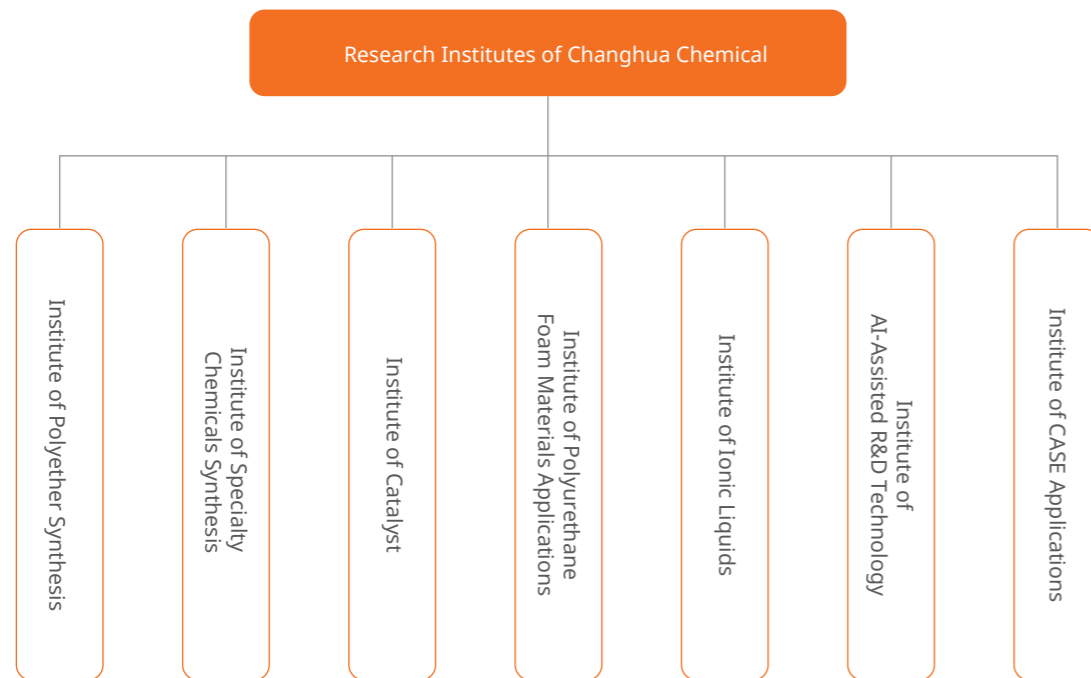 Research Institutes of Changhua Chemical
Institute of Polyether Synthesis
Institute of Specialty
Chemicals Synthesis
Institute of Catalyst
Institute of Polyurethane
Foam Materials Applications
Institute of Ionic Liquids
Institute of
AI-Assisted R&D Technology
Institute of CASE Applications